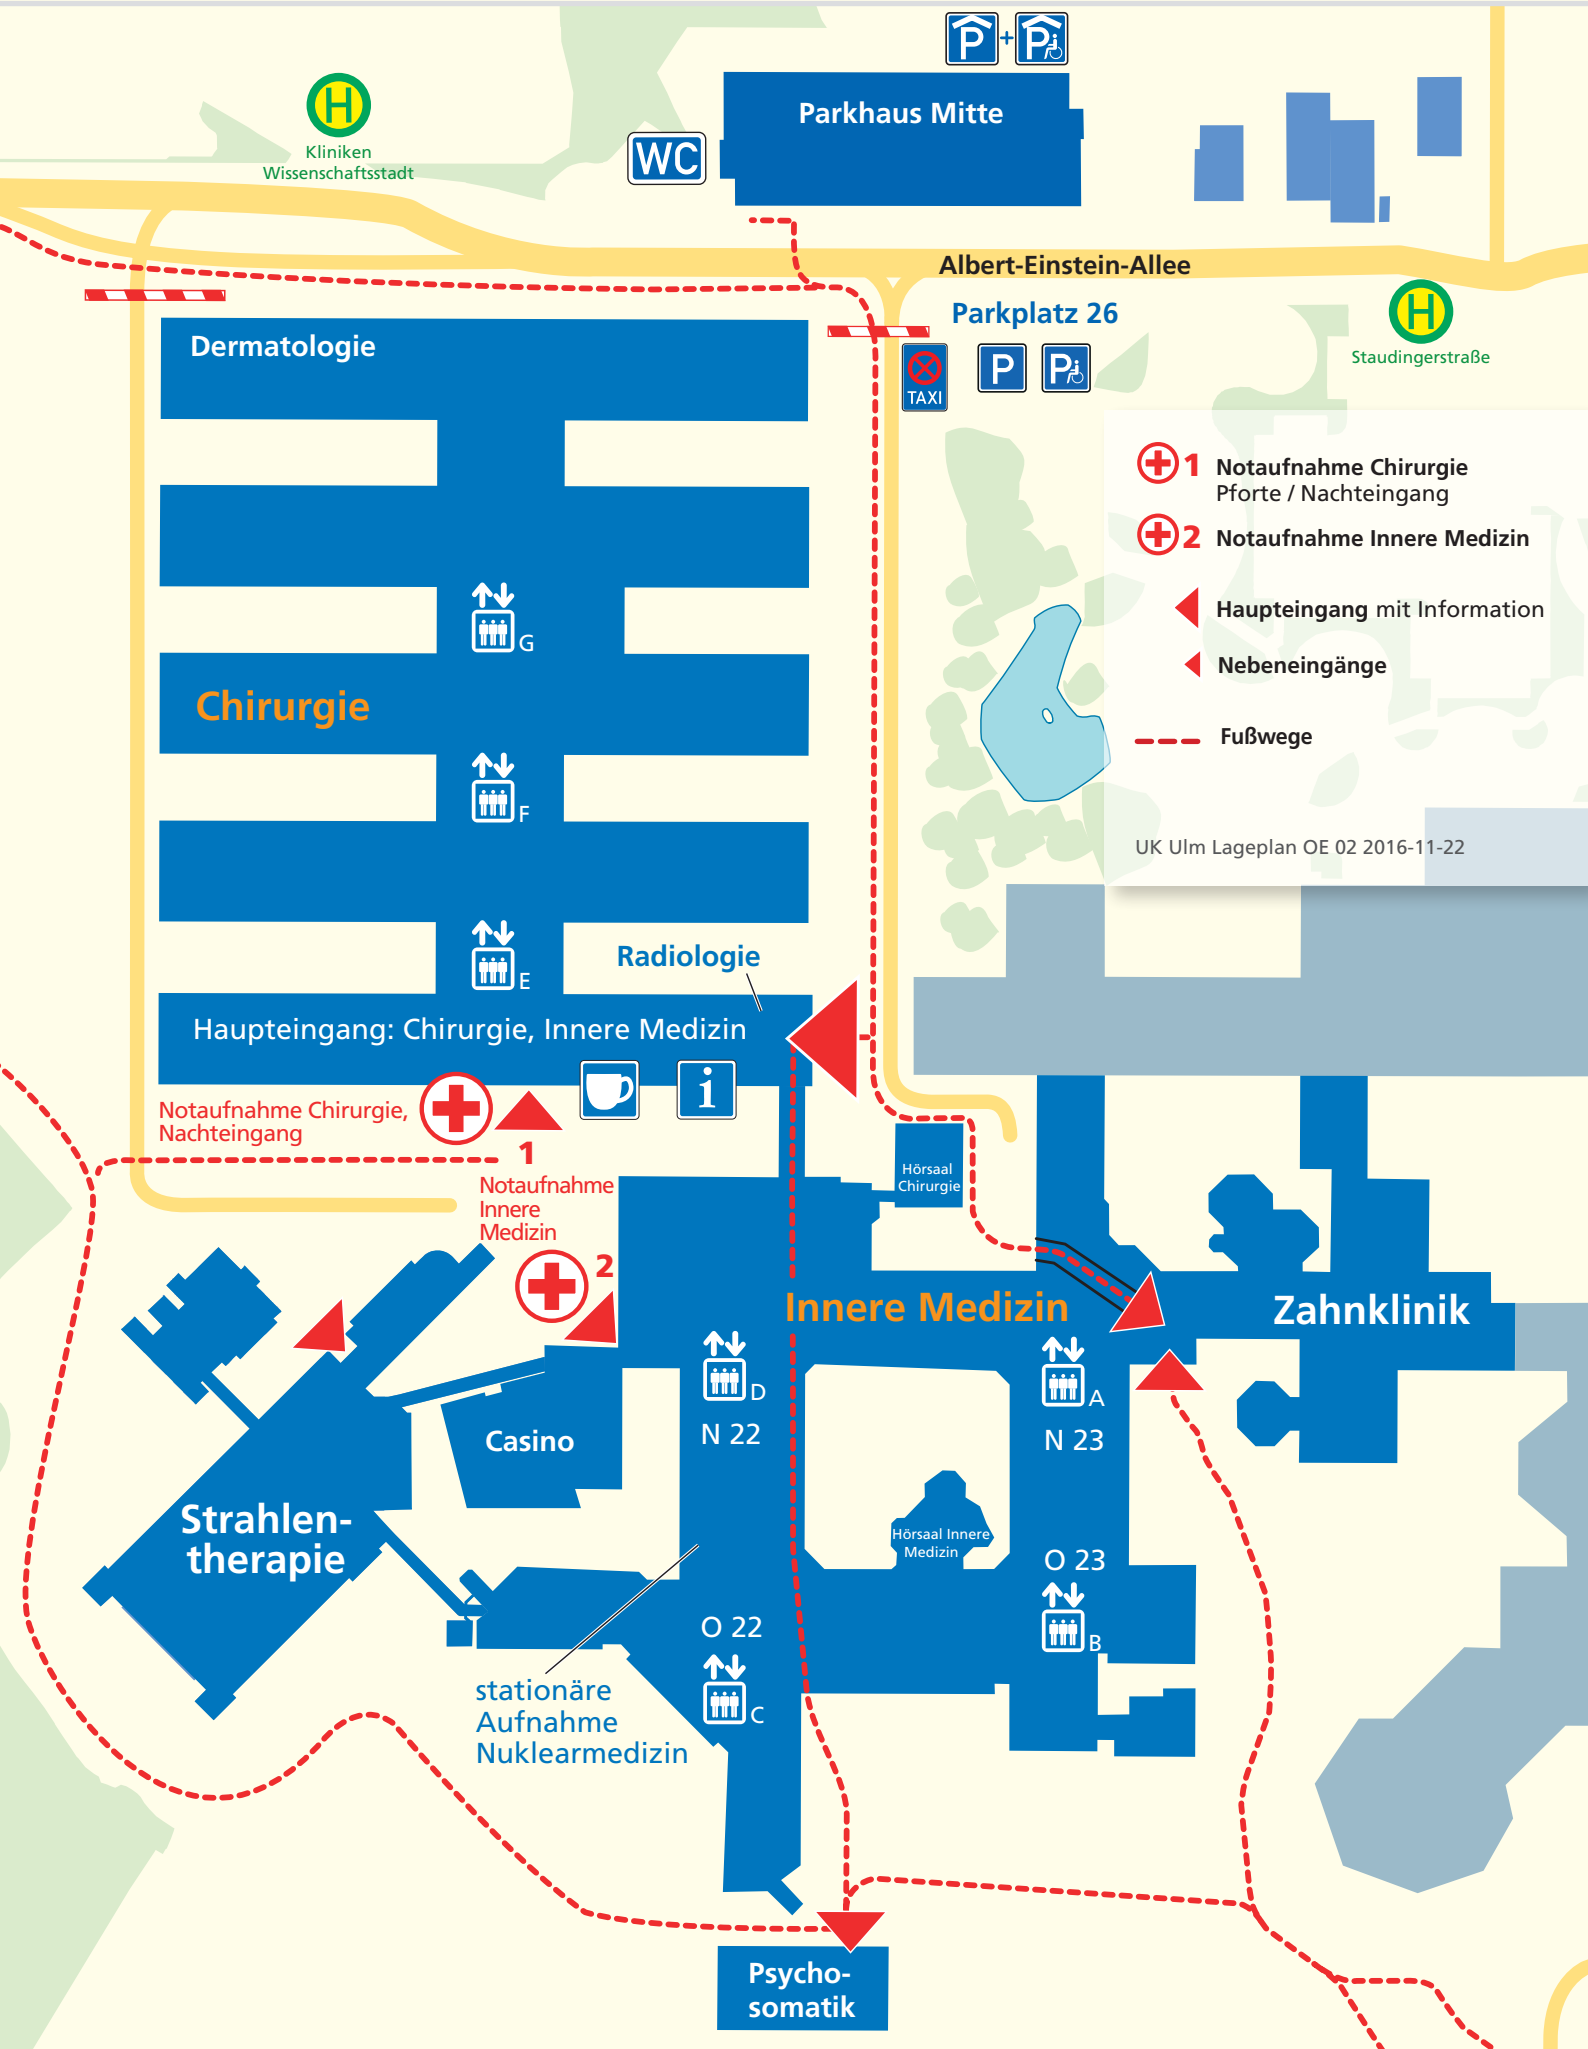 P
+
P
Parkhaus Mitte
H
Kliniken
Wissenschaftsstadt
WC
Albert-Einstein-Allee
Parkplatz 26
H
Staudingerstraße
TAXI
P
P
Dermatologie
1 Notaufnahme Chirurgie
Pforte / Nachteingang
2 Notaufnahme Innere Medizin
Haupteingang mit Information
Nebeneingänge
Fußwege
UK Ulm Lageplan OE 02 2016-11-22
G
Chirurgie
F
E
Radiologie
Haupteingang: Chirurgie, Innere Medizin
i
Notaufnahme Chirurgie,
Nachteingang
1
Notaufnahme
Innere
Medizin
2
Hörsaal
Chirurgie
Innere Medizin
Zahnklinik
D
N 22
A
N 23
Casino
Strahlen-
therapie
Hörsaal Innere
Medizin
O 23
B
O 22
C
stationäre
Aufnahme
Nuklearmedizin
Psycho-
somatik